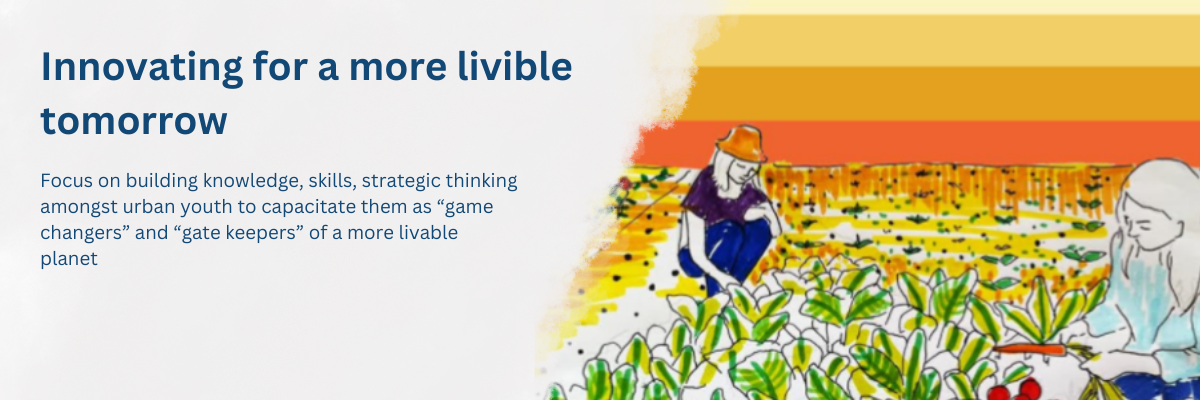 Innovating for a more livible
tomorrow
Focus on building knowledge, skills, strategic thinking
amongst urban youth to capacitate them as “game
changers” and “gate keepers” of a more livable
planet